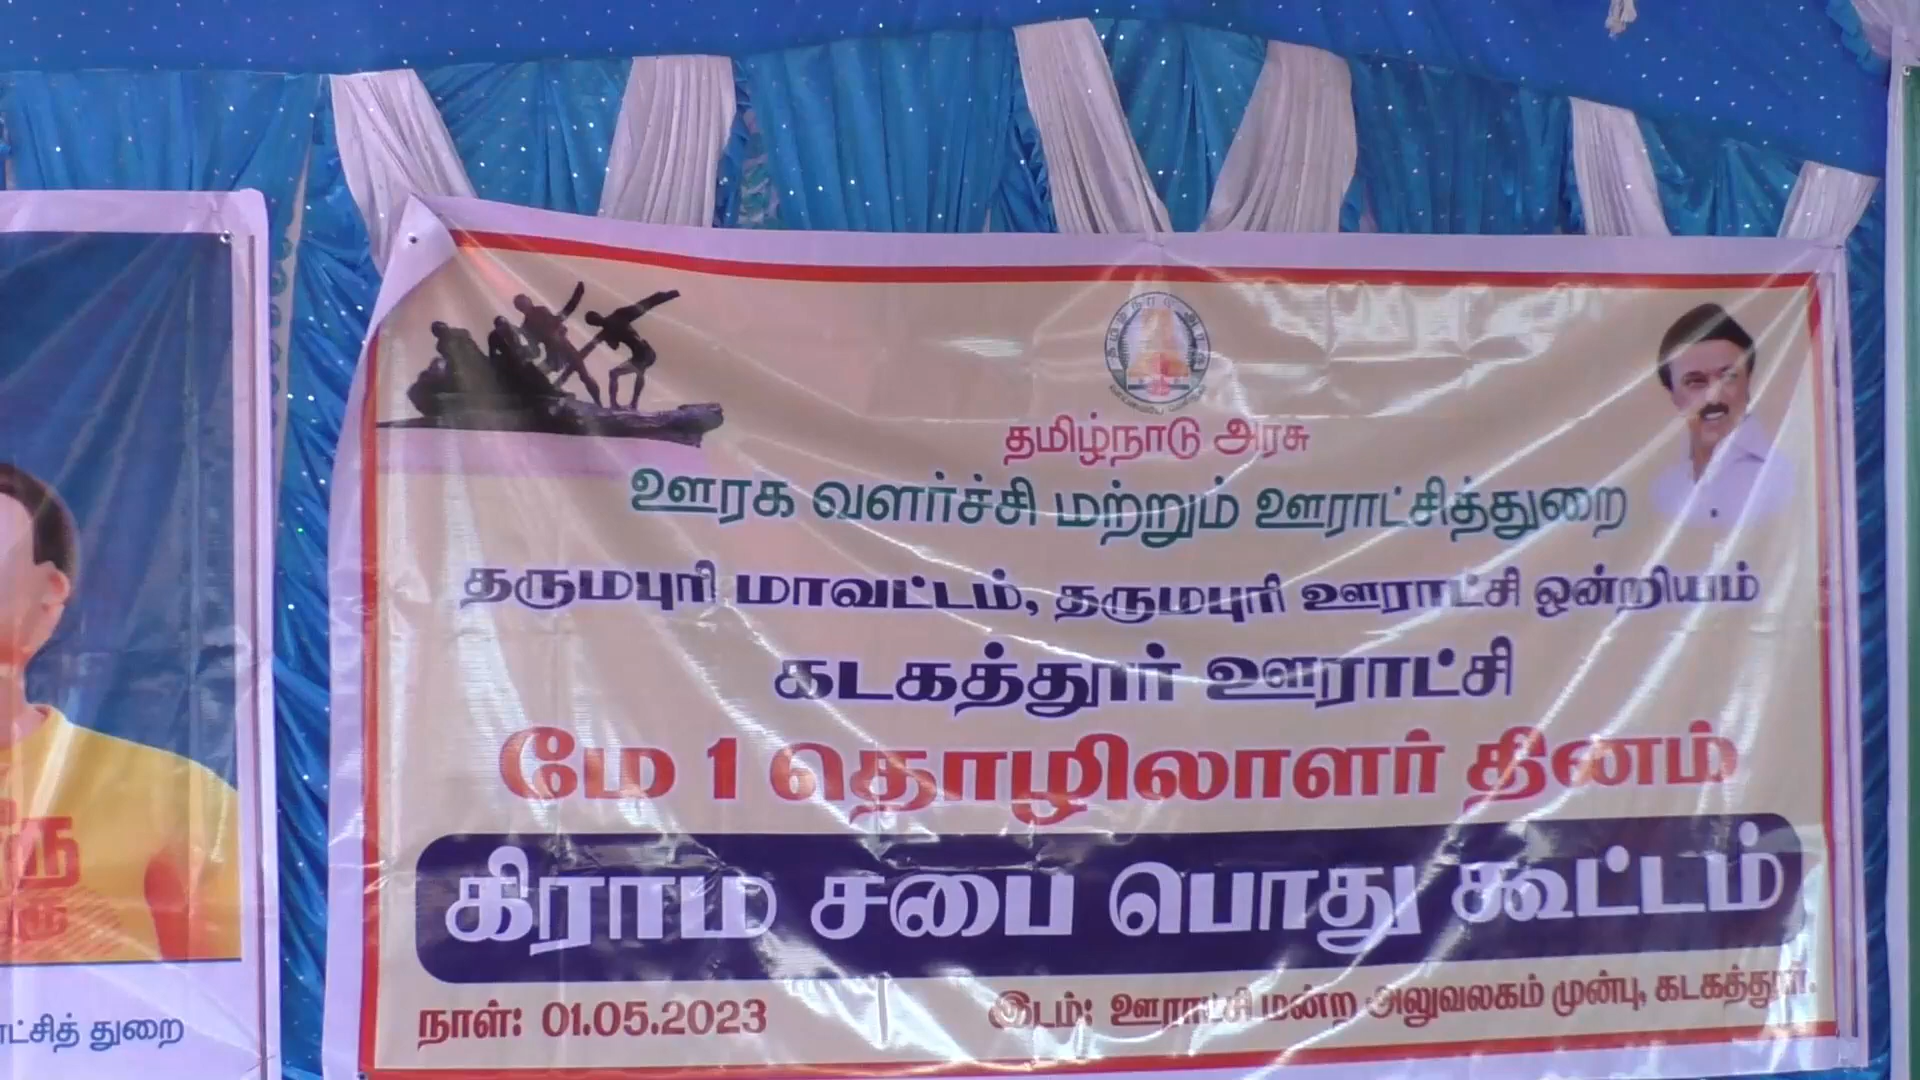 தமிழ்நாடு அரசு
ஊரக வளர்ச்சி மற்றும் ஊராட்சித்துறை
தருமபுரி மாவட்டம், தருமபுரி ஊராட்சி ஒன்றியம்
கடகத்தூர் ஊராட்சி
மே 1 தொழிலாளர் தினம்
கிராம சபை பொது கூட்டம்
நாள்: 01.05.2023 இடம்: ஊராட்சி மன்ற அலுவலகம் முன்பு, கடகத்தூர்.
துறை